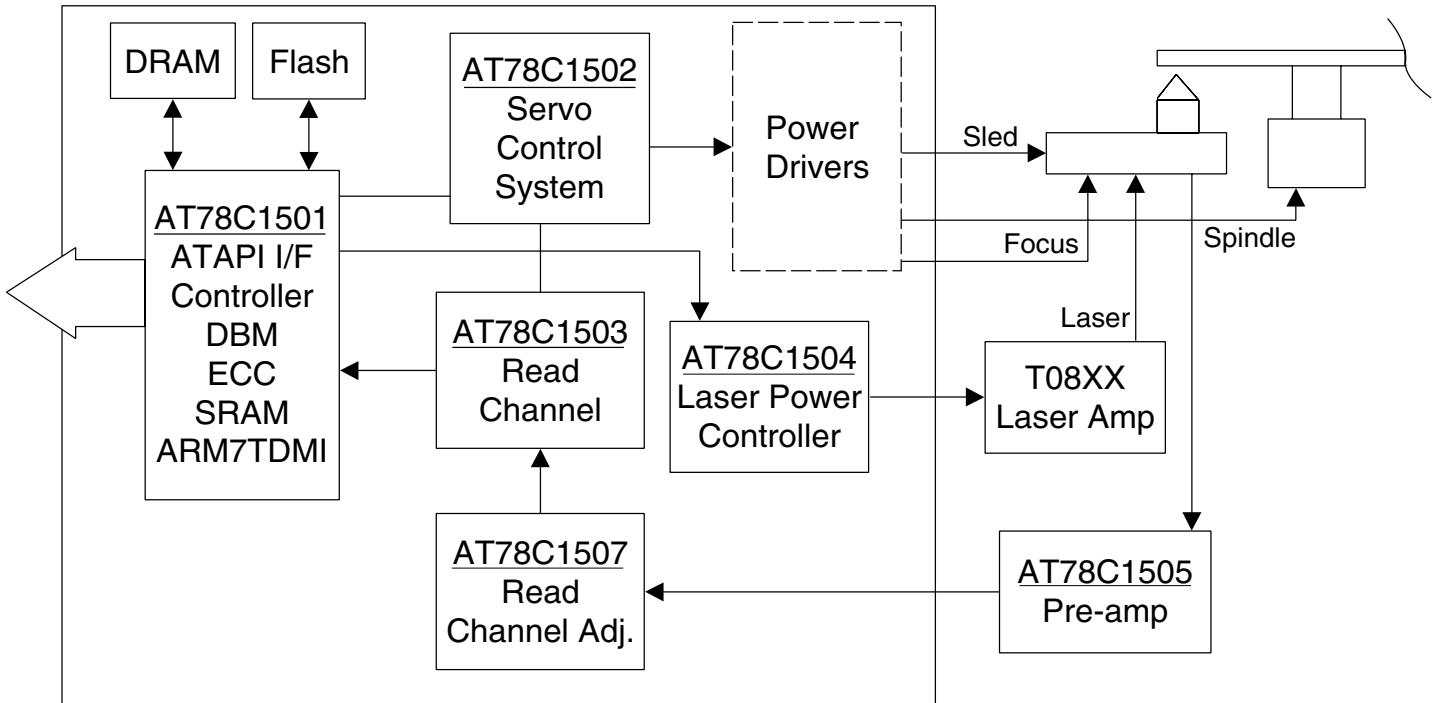 DRAM
Flash
AT78C1502
Servo
Control
System
Power
Drivers
Sled
AT78C1501
ATAPI I/F
Controller
DBM
ECC
SRAM
ARM7TDMI
Focus
Spindle
AT78C1503
Read
Channel
AT78C1504
Laser Power
Controller
Laser
T08XX
Laser Amp
AT78C1507
Read
Channel Adj.
AT78C1505
Pre-amp